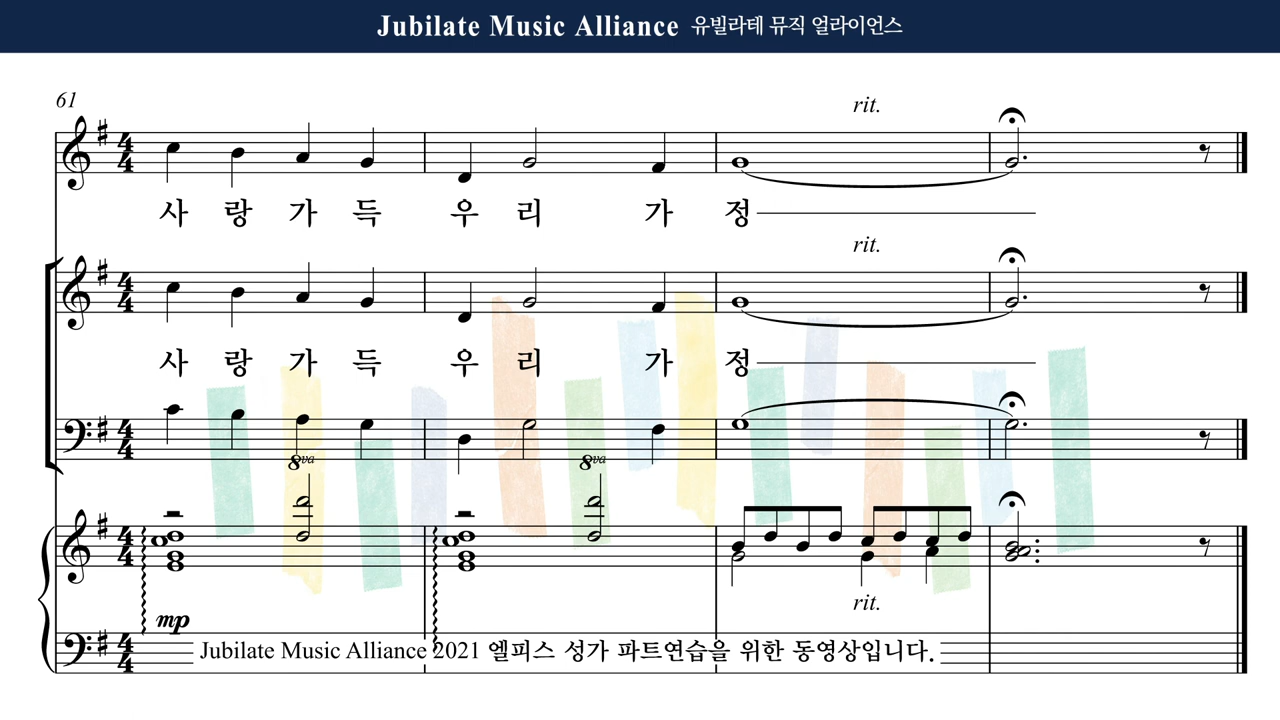 Jubilate Music Alliance 유빌라테 뮤직 얼라이언스
61
rit.
사 랑 가 득 우 리 가 정
rit.
사 랑 가 득 우 리 가 정
8va 8va
rit.
mp
Jubilate Music Alliance 2021 엘피스 성가 파트연습을 위한 동영상입니다.